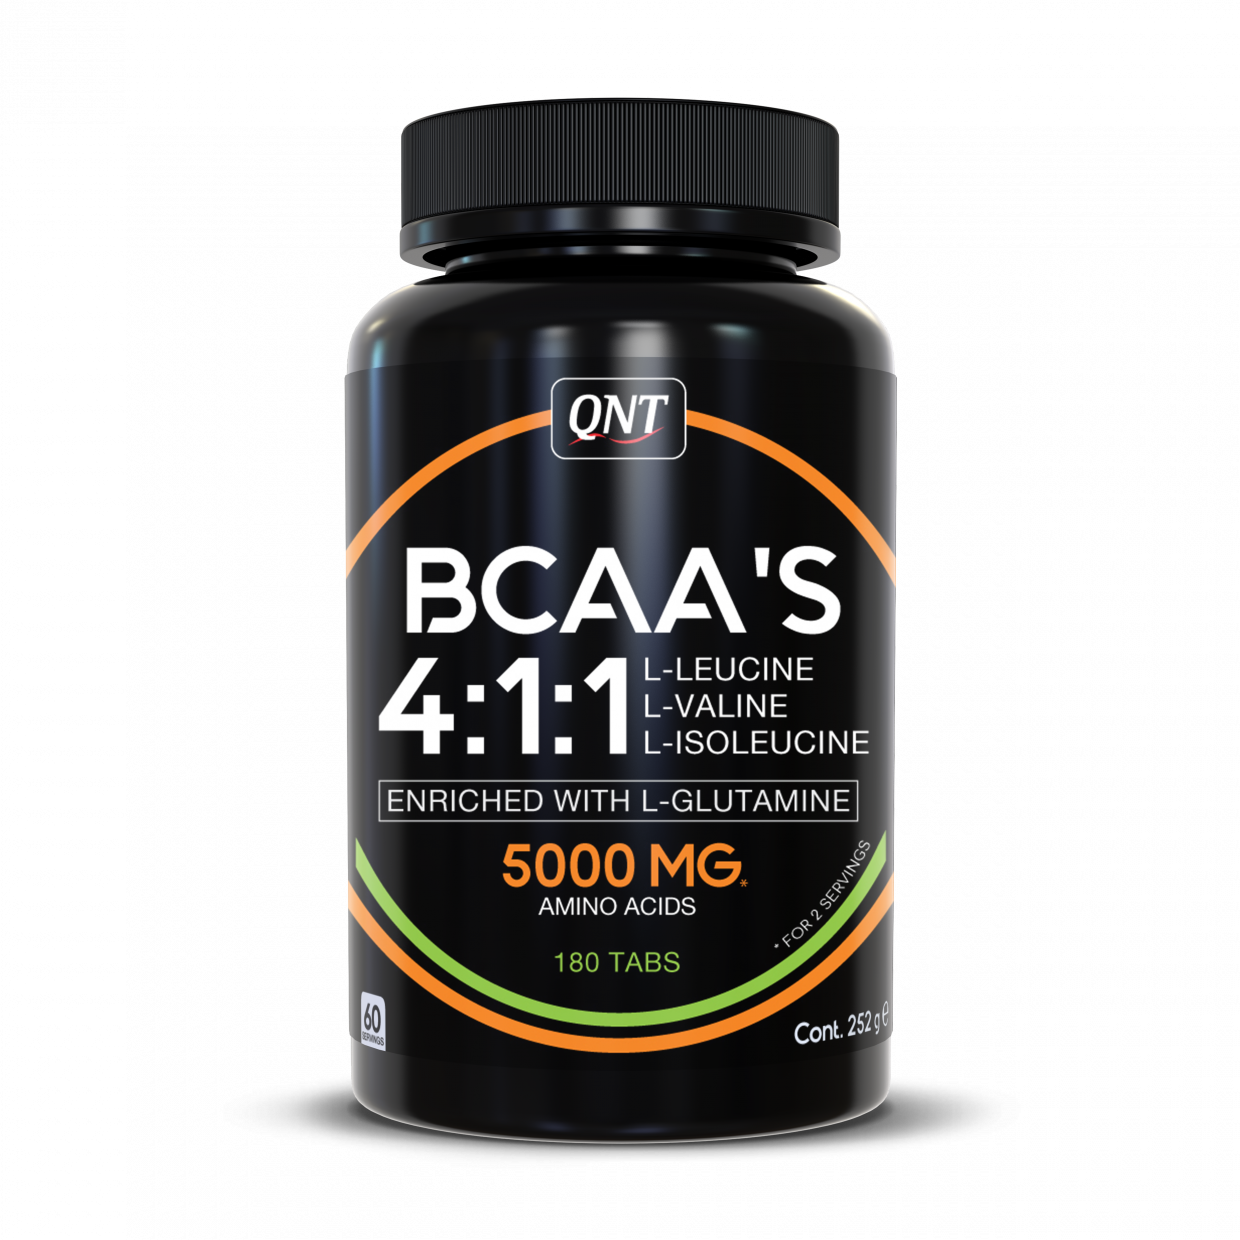 QNT
BCAA'S
4:1:1
L-LEUCINE
L-VALINE
L-ISOLEUCINE
ENRICHED WITH L-GLUTAMINE
5000 MG*
AMINO ACIDS
* FOR 2 SERVINGS
180 TABS
60
SERVINGS
Cont. 252 g ℮